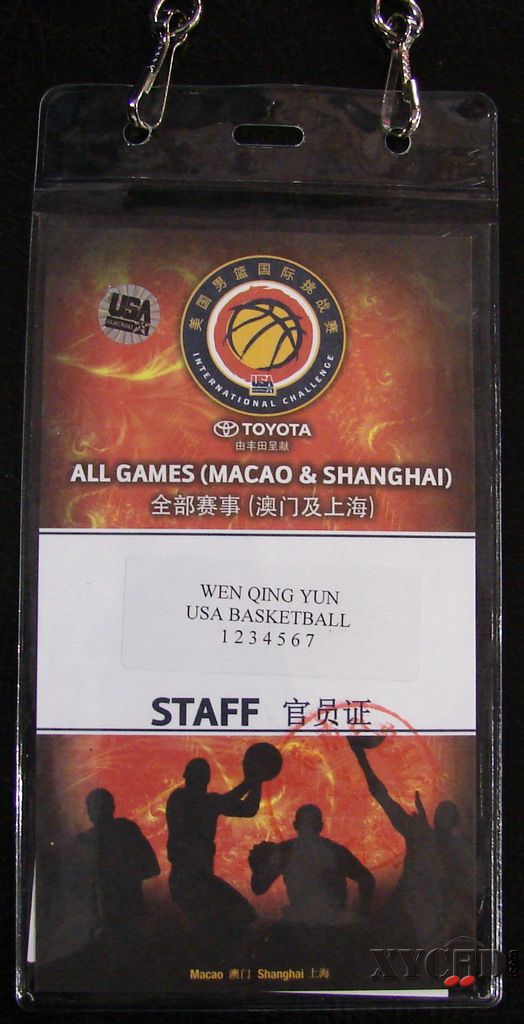 美国男篮国际挑战赛
USA
USA
INTERNATIONAL CHALLENGE
TOYOTA
由丰田呈献
ALL GAMES (MACAO & SHANGHAI)
全部赛事 (澳门及上海)
WEN QING YUN
USA BASKETBALL
1234567
STAFF 官员证
Macao 澳门 Shanghai 上海